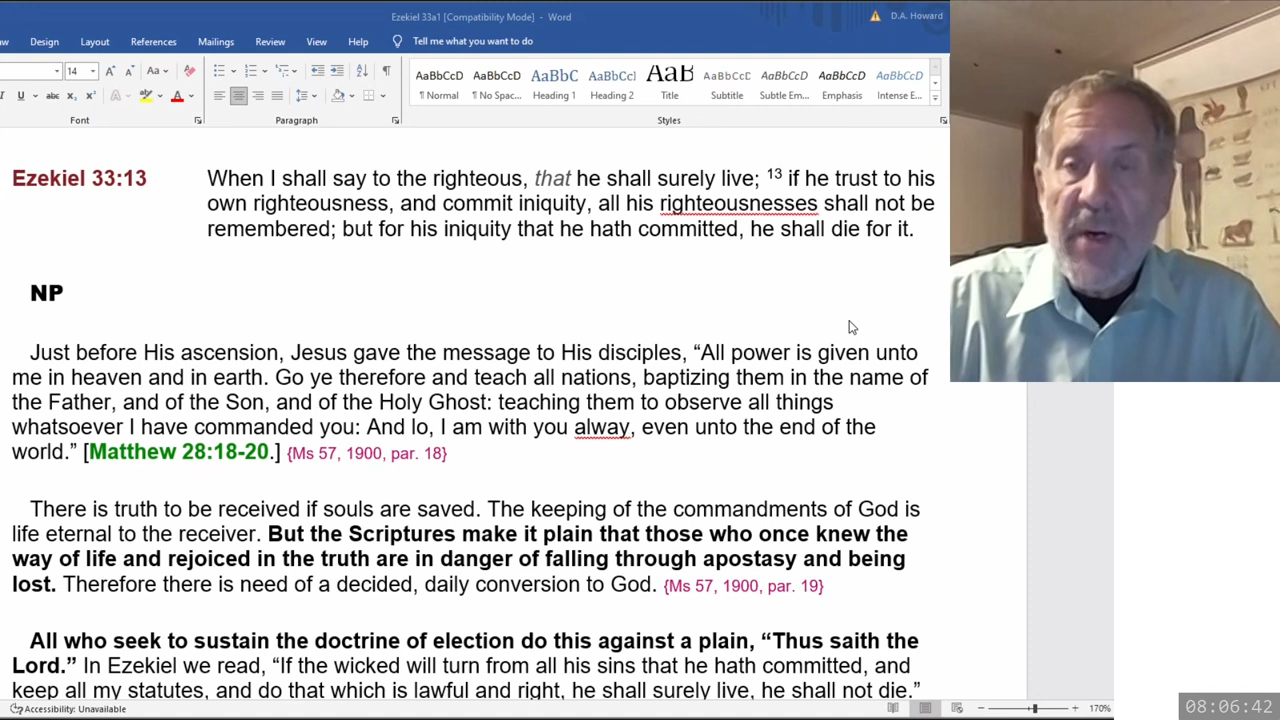 Ezekiel 33a1 [Compatibility Mode] - Word
D.A. Howard
Design Layout References Mailings Review View Help Tell me what you want to do
14 Aa
U abc x₂ x² A A
AaBbCcD AaBbCcD AaBbC AaBbCcI AaB AaBbCcD AaBbCcD AaBbCcD AaBbCcD
¶ Normal ¶ No Spac... Heading 1 Heading 2 Title Subtitle Subtle Em... Emphasis Intense E...
Font Paragraph Styles
Ezekiel 33:13 When I shall say to the righteous, that he shall surely live; ¹³ if he trust to his
own righteousness, and commit iniquity, all his righteousnesses shall not be
remembered; but for his iniquity that he hath committed, he shall die for it.
NP
Just before His ascension, Jesus gave the message to His disciples, “All power is given unto
me in heaven and in earth. Go ye therefore and teach all nations, baptizing them in the name of
the Father, and of the Son, and of the Holy Ghost: teaching them to observe all things
whatsoever I have commanded you: And lo, I am with you alway, even unto the end of the
world.” [Matthew 28:18-20.] {Ms 57, 1900, par. 18}
There is truth to be received if souls are saved. The keeping of the commandments of God is
life eternal to the receiver. But the Scriptures make it plain that those who once knew the
way of life and rejoiced in the truth are in danger of falling through apostasy and being
lost. Therefore there is need of a decided, daily conversion to God. {Ms 57, 1900, par. 19}
All who seek to sustain the doctrine of election do this against a plain, “Thus saith the
Lord.” In Ezekiel we read, “If the wicked will turn from all his sins that he hath committed, and
keep all my statutes, and do that which is lawful and right, he shall surely live, he shall not die.”
Accessibility: Unavailable
170%
08:06:42